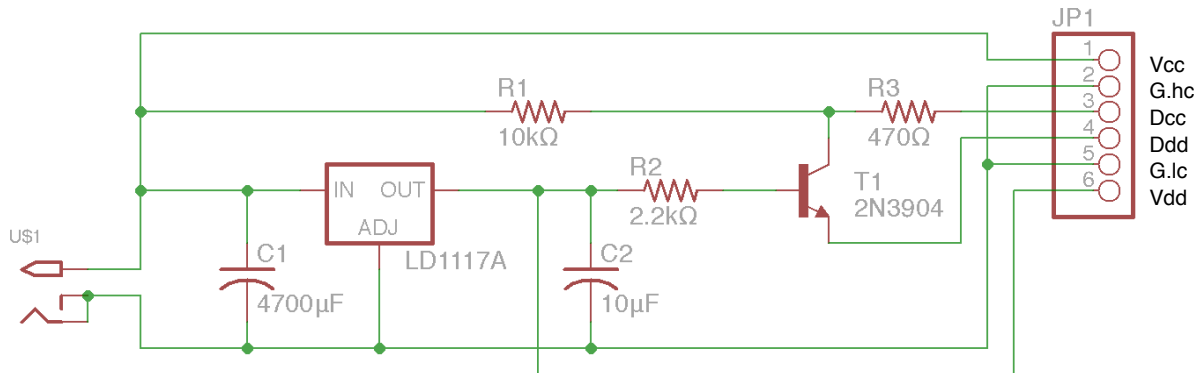 JP1
1 Vcc
2 G.hc
3 Dcc
4 Ddd
5 G.lc
6 Vdd
R1
10kΩ
R3
470Ω
R2
2.2kΩ
T1
2N3904
IN OUT
ADJ
LD1117A
U$1
C1
4700µF
C2
10µF